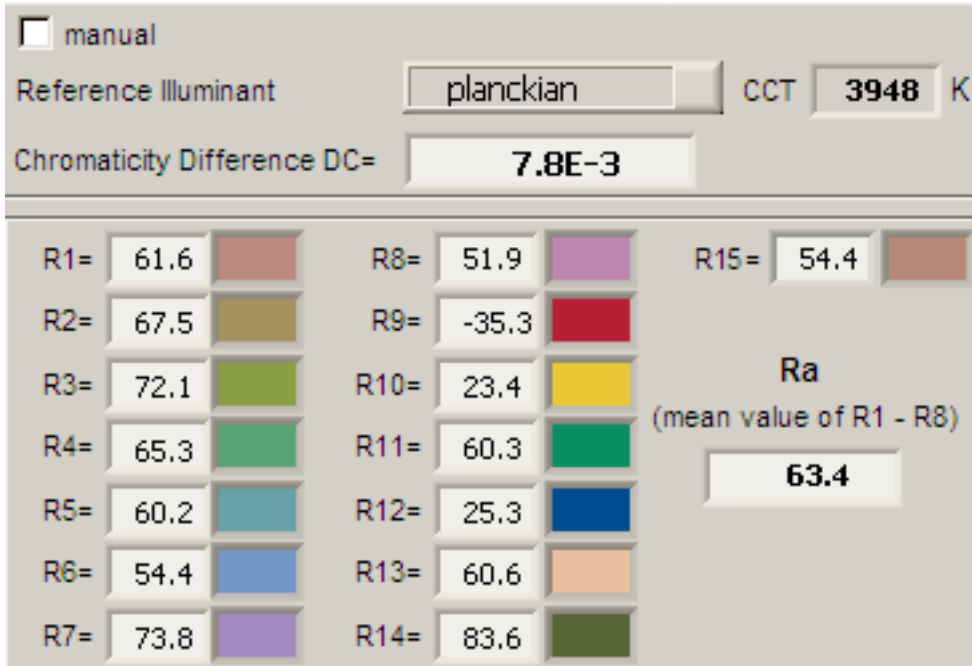 manual
Reference Illuminant planckian CCT 3948 K
Chromaticity Difference DC= 7.8E-3
R1= 61.6 R8= 51.9 R15= 54.4
R2= 67.5 R9= -35.3
R3= 72.1 R10= 23.4 Ra
(mean value of R1 - R8)
R4= 65.3 R11= 60.3
63.4
R5= 60.2 R12= 25.3
R6= 54.4 R13= 60.6
R7= 73.8 R14= 83.6